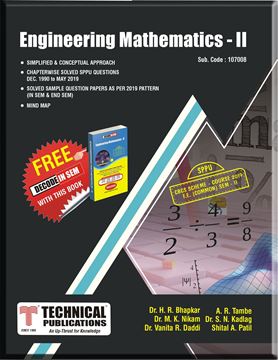 Engineering Mathematics - II
Sub. Code : 107008
SIMPLIFIED & CONCEPTUAL APPROACH
CHAPTERWISE SOLVED SPPU QUESTIONS
DEC. 1990 to MAY 2019
SOLVED SAMPLE QUESTION PAPERS AS PER 2019 PATTERN
(IN SEM & END SEM)
MIND MAP
FREE
DECODE IN SEM
WITH THIS BOOK
SPPU
CBCS SCHEME - COURSE 2019
F.E. (COMMON) SEM - II
3 4 9
2 3 8
T
SINCE 1993
TECHNICAL
PUBLICATIONS
An Up-Thrust for Knowledge
Dr. H. R. Bhapkar
Dr. M. K. Nikam
Dr. Vanita R. Daddi
A. R. Tambe
Dr. S. N. Kadlag
Shital A. Patil